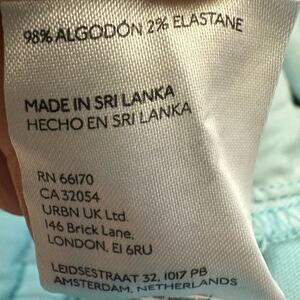 98% ALGODÓN 2% ELASTANE
MADE IN SRI LANKA
HECHO EN SRI LANKA
RN 66170
CA 32054
URBN UK Ltd.
146 Brick Lane,
LONDON, E1 6RU
LEIDSESTRAAT 32, 1017 PB
AMSTERDAM, NETHERLANDS